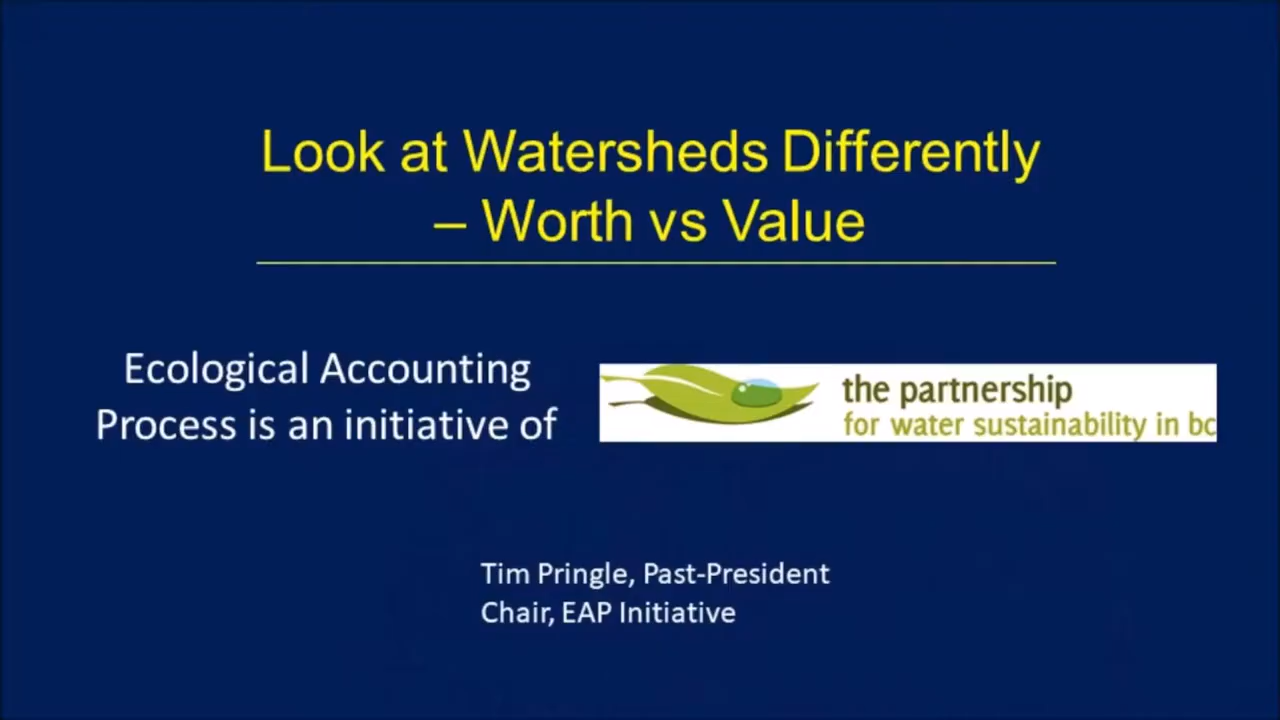 Look at Watersheds Differently
– Worth vs Value
Ecological Accounting
Process is an initiative of
the partnership
for water sustainability in bc
Tim Pringle, Past-President
Chair, EAP Initiative